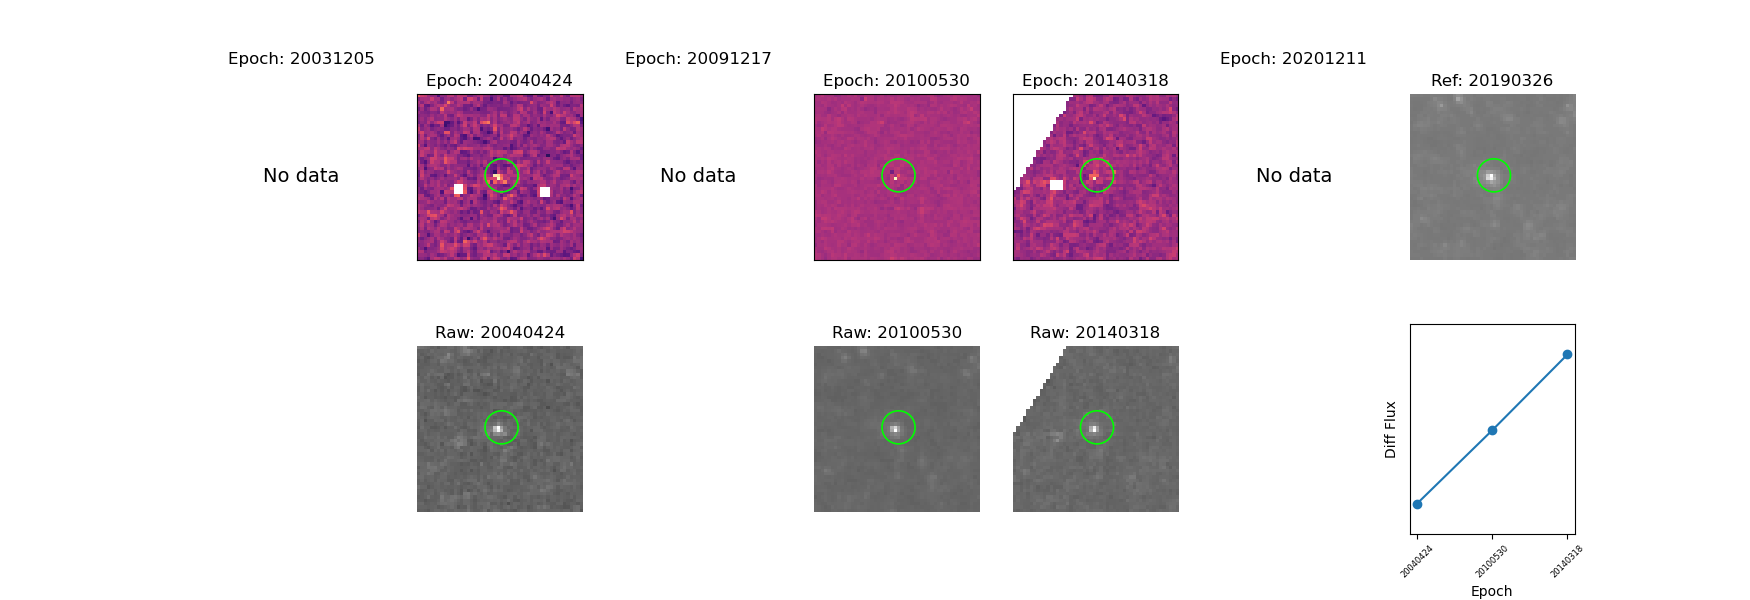 Epoch: 20031205
Epoch: 20040424
Epoch: 20091217
Epoch: 20100530
Epoch: 20140318
Epoch: 20201211
Ref: 20190326
No data
No data
No data
Raw: 20040424
Raw: 20100530
Raw: 20140318
Diff Flux
20040424
20100530
20140318
Epoch